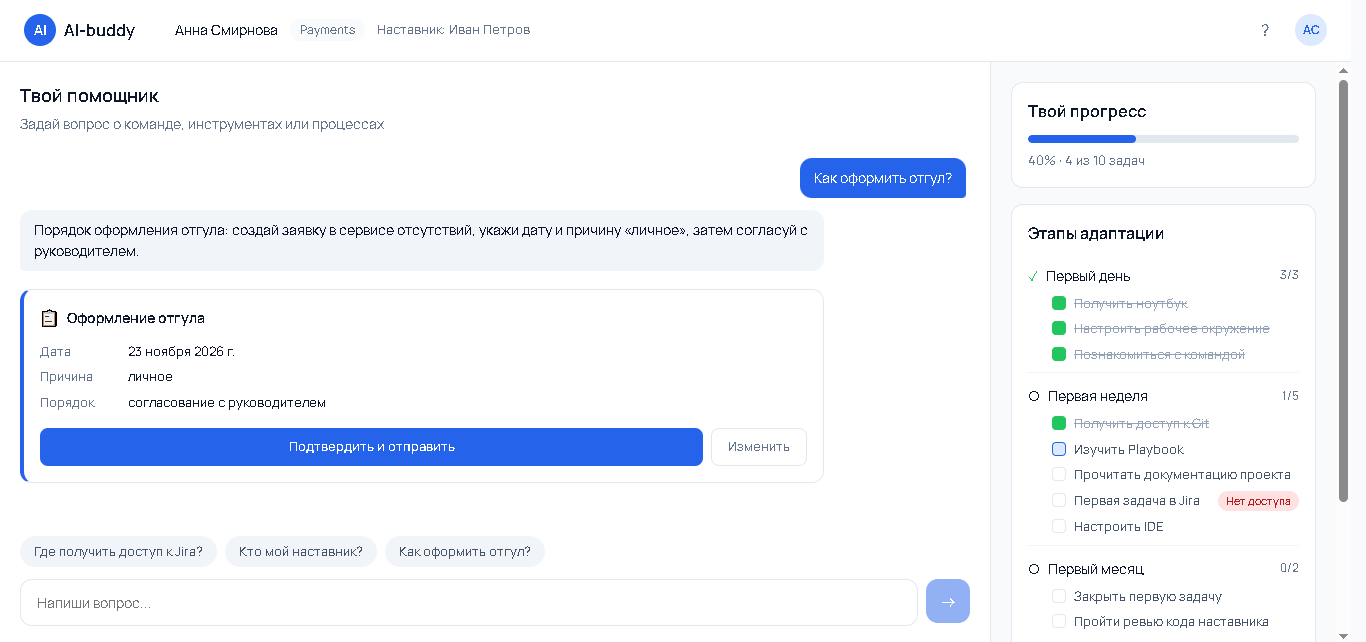 AI AI-buddy Анна Смирнова Payments Наставник: Иван Петров ? АС
Твой помощник
Задай вопрос о команде, инструментах или процессах
Как оформить отгул?
Порядок оформления отгула: создай заявку в сервисе отсутствий, укажи дату и причину «личное», затем согласуй с
руководителем.
Оформление отгула
Дата 23 ноября 2026 г.
Причина личное
Порядок согласование с руководителем
Подтвердить и отправить Изменить
Где получить доступ к Jira? Кто мой наставник? Как оформить отгул?
Напиши вопрос...
→
Твой прогресс
40% · 4 из 10 задач
Этапы адаптации
✓ Первый день 3/3
Получить ноутбук
Настроить рабочее окружение
Познакомиться с командой
Первая неделя 1/5
Получить доступ к Git
Изучить Playbook
Прочитать документацию проекта
Первая задача в Jira Нет доступа
Настроить IDE
Первый месяц 0/2
Закрыть первую задачу
Пройти ревью кода наставника